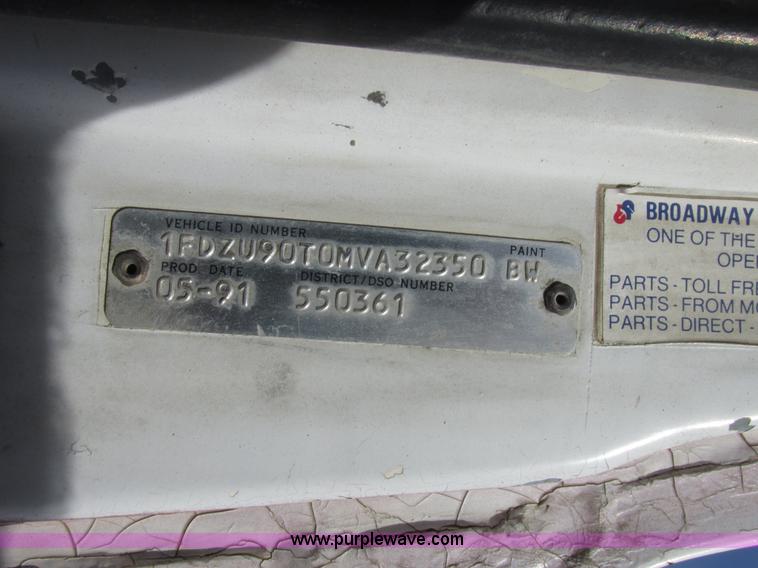 VEHICLE ID NUMBER
1FDZU90T0MVA32350 BW
PAINT
PROD. DATE
DISTRICT/DSO NUMBER
05-91 550361
BROADWAY
ONE OF THE
OPE
PARTS - TOLL FRE
PARTS - FROM MO
PARTS - DIRECT -
www.purplewave.com